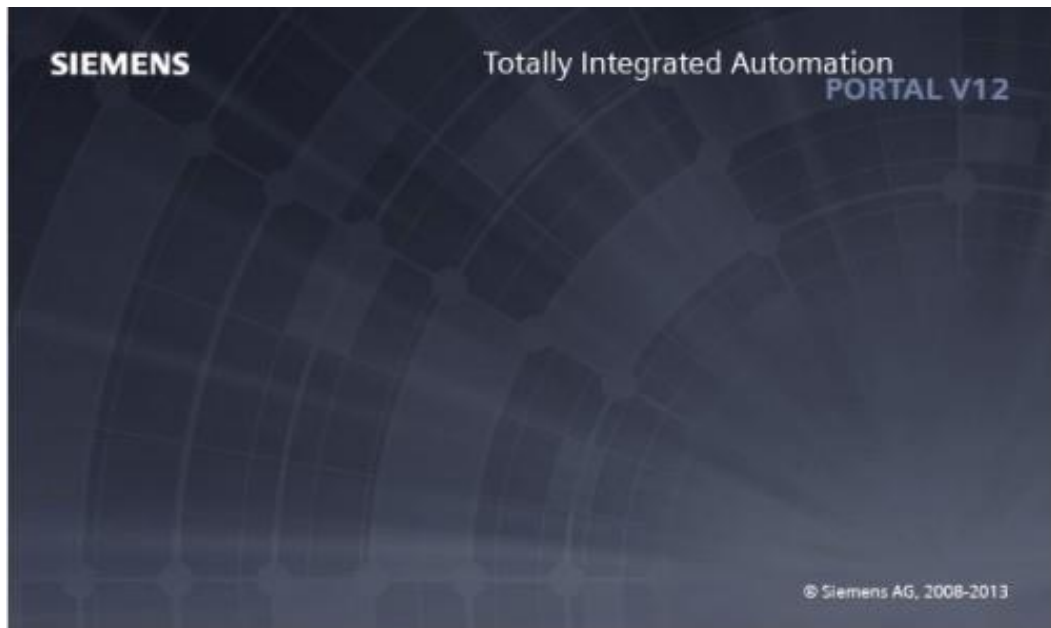 SIEMENS
Totally Integrated Automation
PORTAL V12
© Siemens AG, 2008-2013